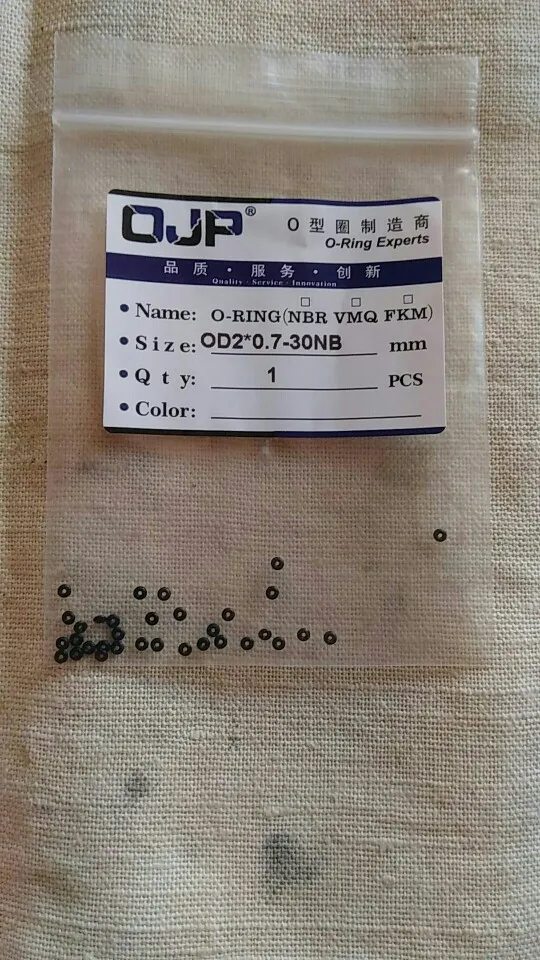 OJP®
O型圈制造商
O-Ring Experts
品质·服务·创新
Quality·Service·Innovation
• Name: O-RING(NBR VMQ FKM)
• Size: OD2*0.7-30NB mm
• Qty: 1 PCS
• Color: